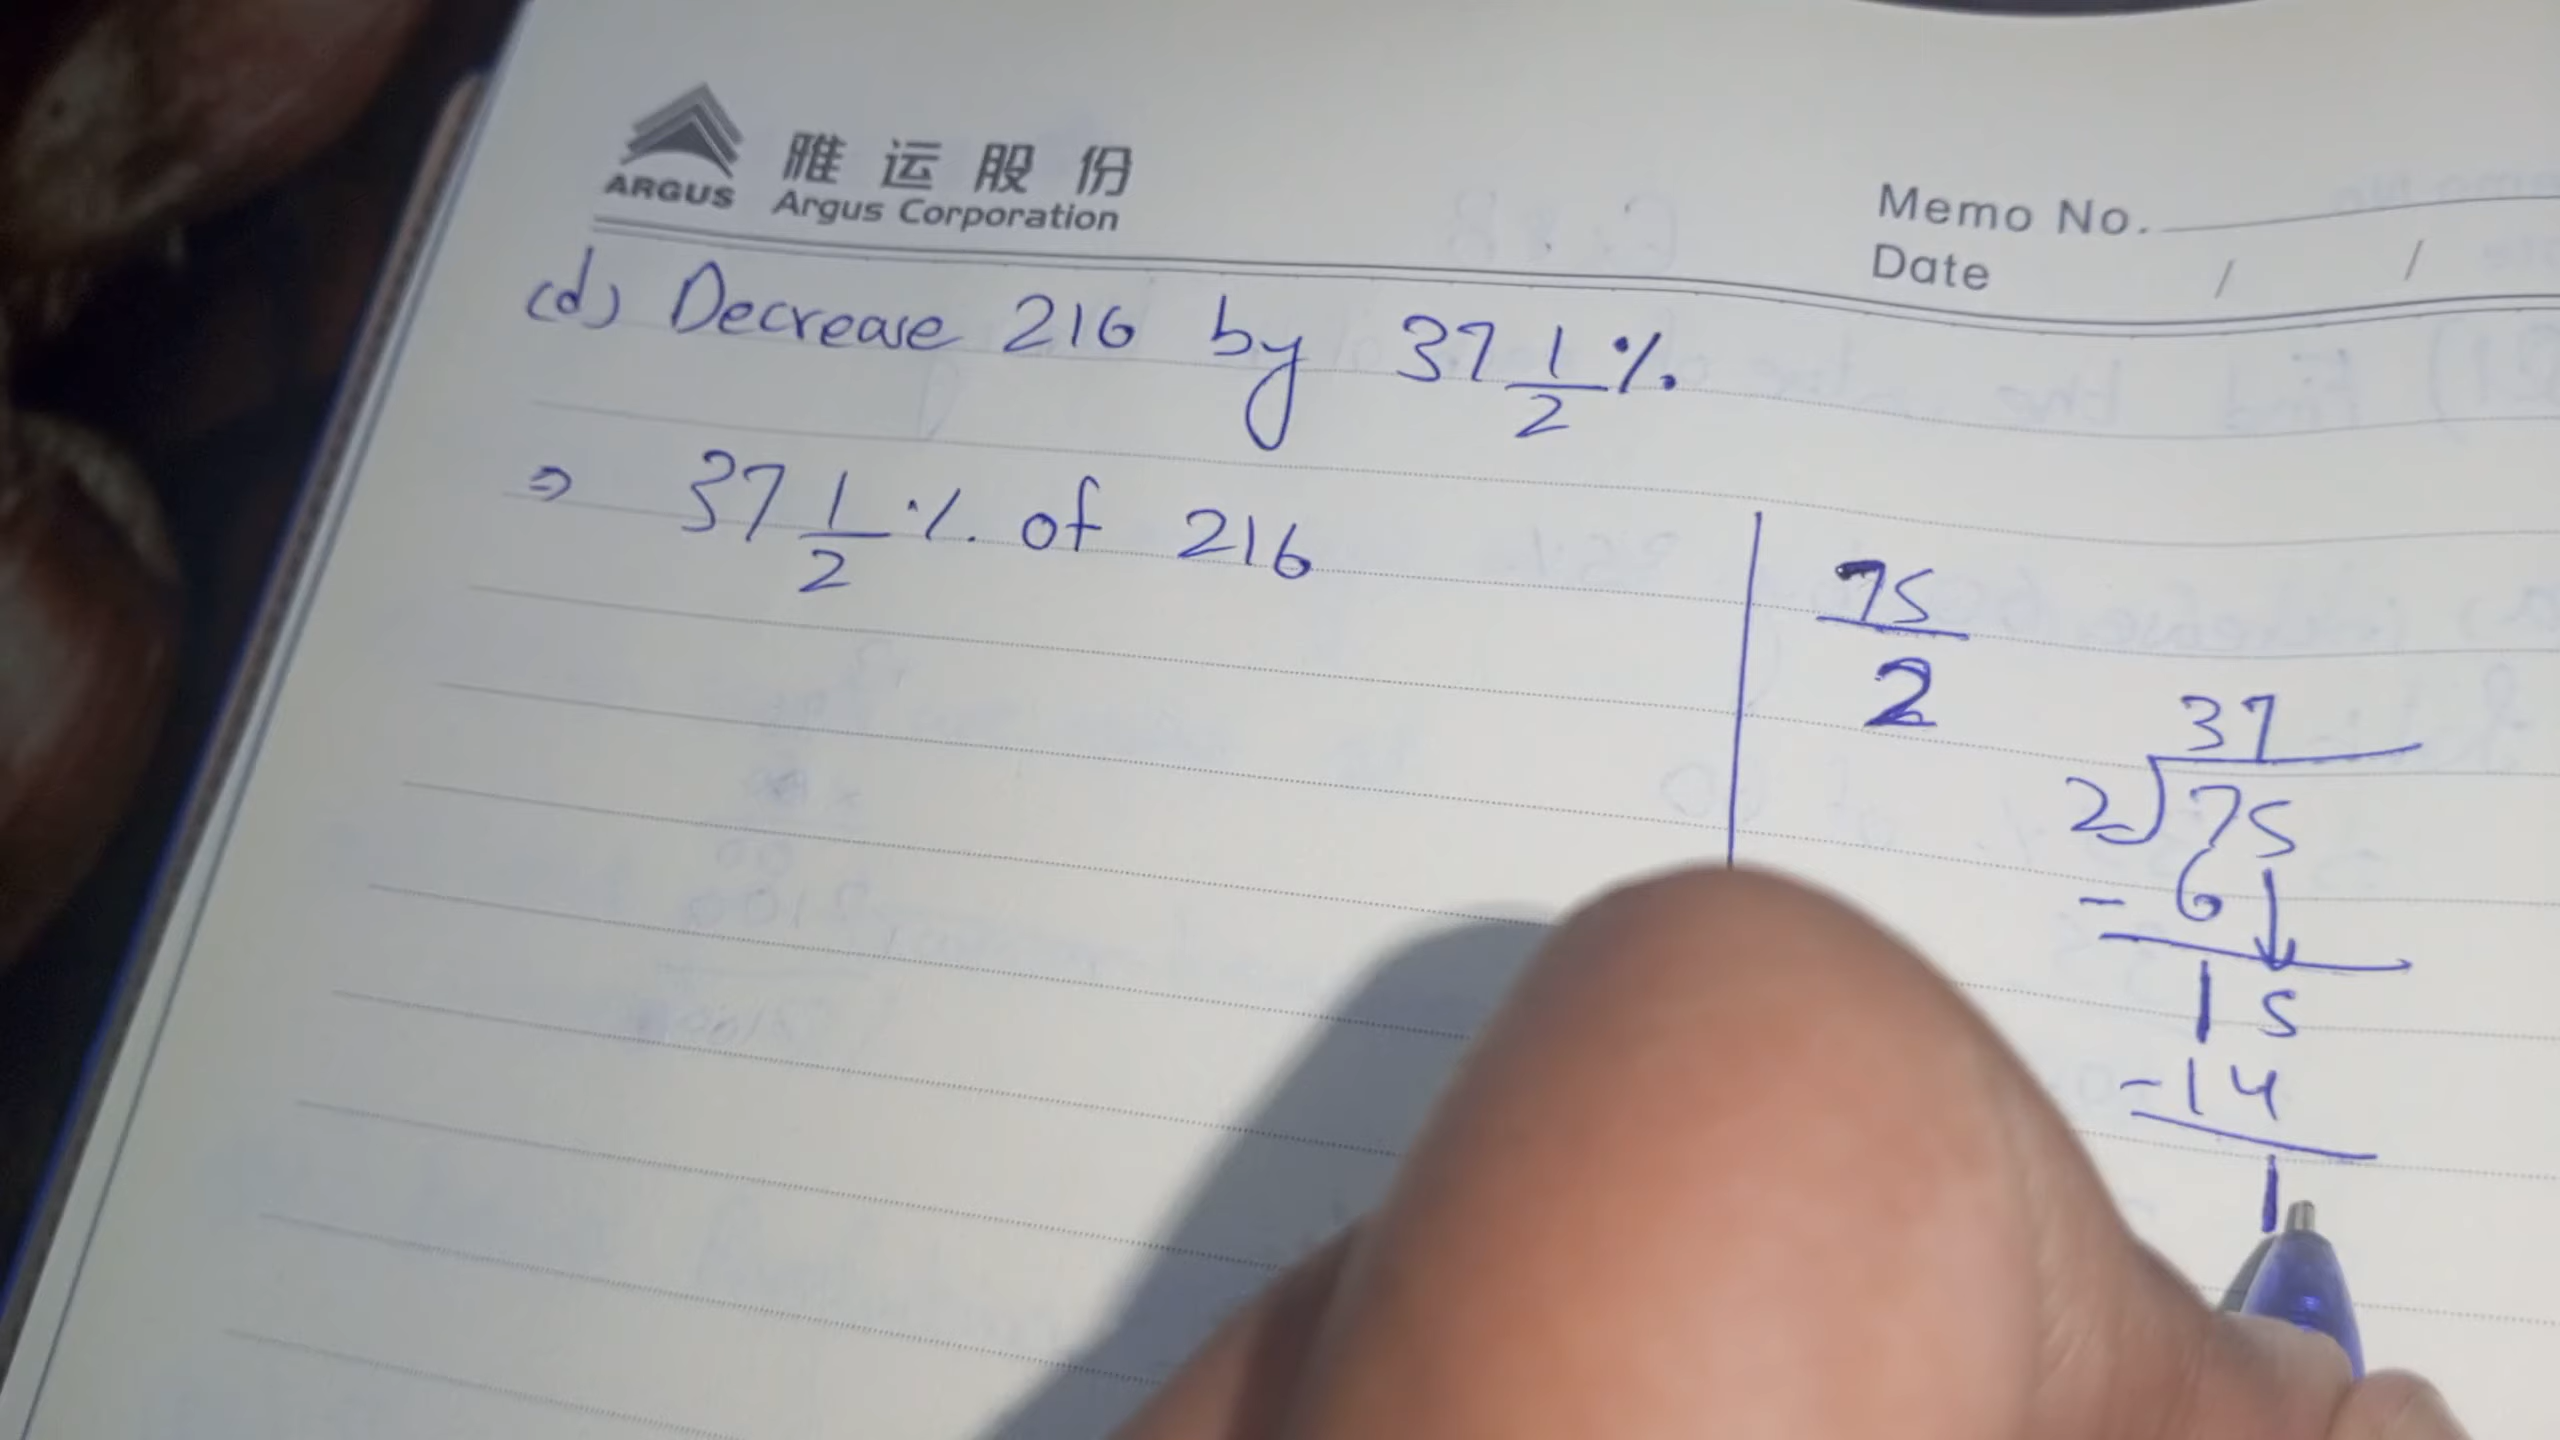 雅运股份
ARGUS Argus Corporation
Memo No.
Date / /
(d) Decrease 216 by 37 1/2 %.
⇒ 37 1/2 %. of 216
75
2
37
2 75
- 6
15
-14
1